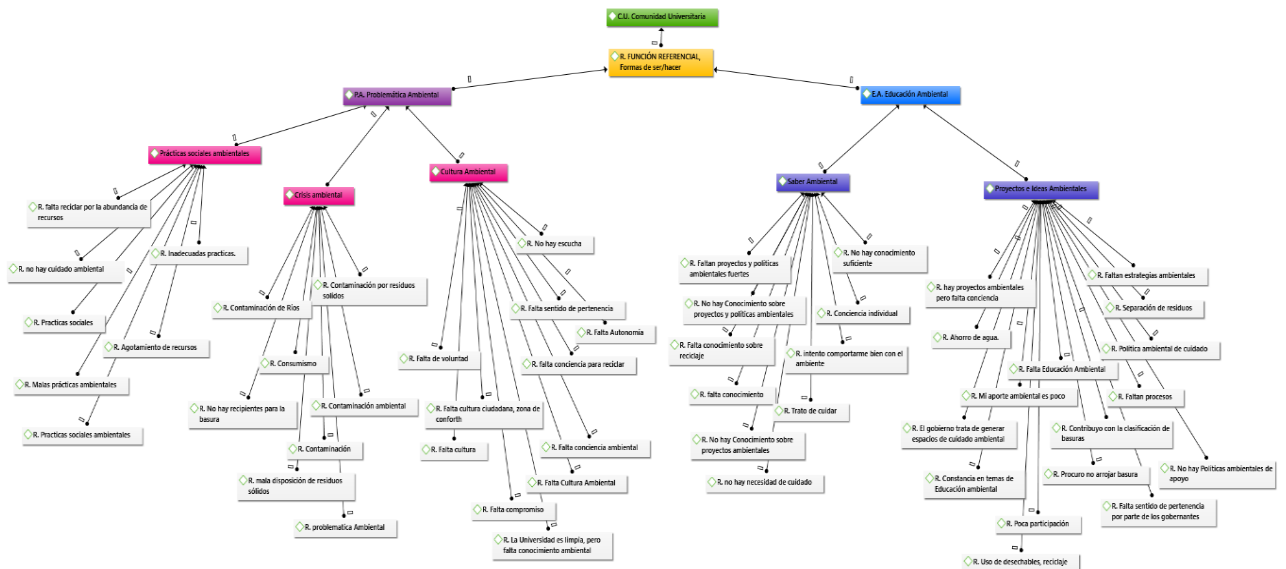 C.U. Comunidad Universitaria
R. FUNCIÓN REFERENCIAL,
Formas de ser/hacer
P.A. Problemática Ambiental
E.A. Educación Ambiental
Prácticas sociales ambientales
Crisis ambiental
Cultura Ambiental
Saber Ambiental
Proyectos e Ideas Ambientales
R. falta reciclar por la abundancia de
recursos
R. Inadecuadas practicas.
R. no hay cuidado ambiental
R. Practicas sociales
R. Agotamiento de recursos
R. Malas prácticas ambientales
R. Practicas sociales ambientales
R. Contaminación por residuos
solidos
R. Contaminación de Rios
R. Consumismo
R. No hay recipientes para la
basura
R. Contaminación ambiental
R. Contaminación
R. mala disposición de residuos
sólidos
R. problematica Ambiental
R. No hay escucha
R. Falta sentido de pertenencia
R. Falta Autonomía
R. Falta de voluntad
R. falta conciencia para reciclar
R. Falta cultura ciudadana, zona de
conforth
R. Falta cultura
R. Falta conciencia ambiental
R. Falta Cultura Ambiental
R. Falta compromiso
R. La Universidad es limpía, pero
falta conocimiento ambiental
R. No hay conocimiento
suficiente
R. Faltan proyectos y políticas
ambientales fuertes
R. No hay Conocimiento sobre
proyectos y políticas ambientales
R. Conciencia individual
R. Falta conocimiento sobre
reciclaje
R. intento comportarme bien con el
ambiente
R. falta conocimiento
R. Trato de cuidar
R. No hay Conocimiento sobre
proyectos ambientales
R. no hay necesidad de cuidado
R. Faltan estrategias ambientales
R. hay proyectos ambientales
pero falta conciencia
R. Separación de residuos
R. Ahorro de agua.
R. Política ambiental de cuidado
R. Falta Educación Ambiental
R. Mi aporte ambiental es poco
R. Faltan procesos
R. El gobierno trata de generar
espacios de cuidado ambiental
R. Contribuyo con la clasificación de
basuras
R. Procuro no arrojar basura
R. No hay Políticas ambientales de
apoyo
R. Constancia en temas de
Educación ambiental
R. Falta sentido de pertenencia
por parte de los gobernantes
R. Poca participación
R. Uso de desechables, reciclaje